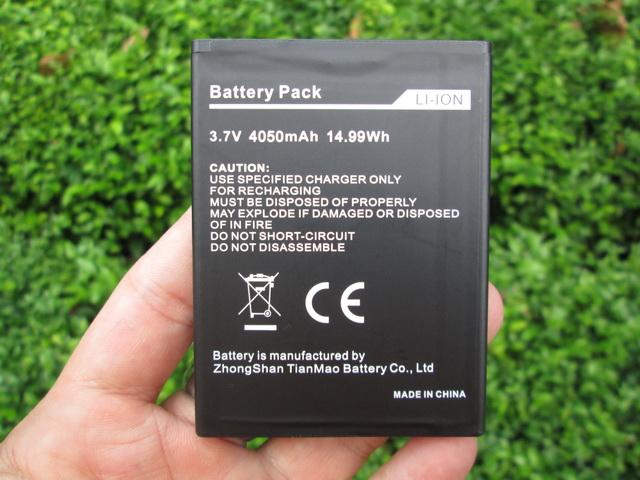 Battery Pack
LI-ION
3.7V 4050mAh 14.99Wh
CAUTION:
USE SPECIFIED CHARGER ONLY
FOR RECHARGING
MUST BE DISPOSED OF PROPERLY
MAY EXPLODE IF DAMAGED OR DISPOSED
OF IN FIRE
DO NOT SHORT-CIRCUIT
DO NOT DISASSEMBLE
CE
Battery is manufactured by
ZhongShan TianMao Battery Co., Ltd
MADE IN CHINA